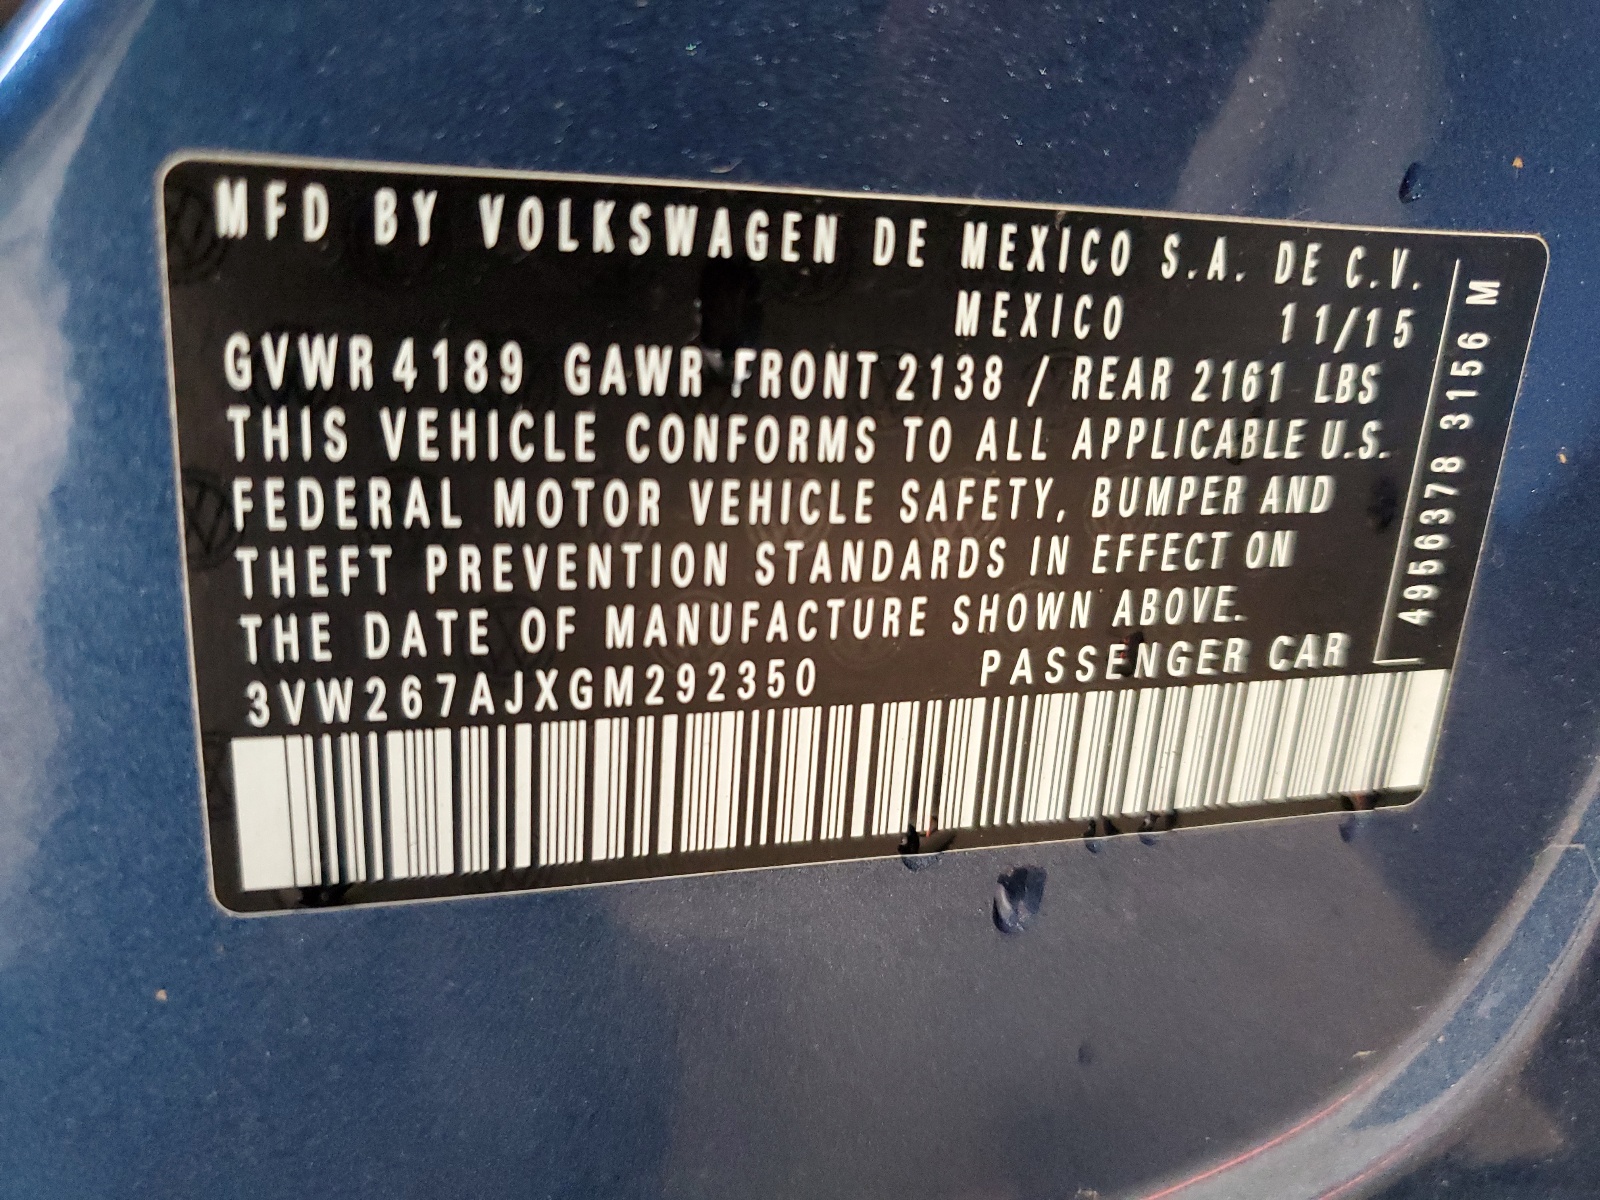 MFD BY VOLKSWAGEN DE MEXICO S.A. DE C.V.
MEXICO 11/15
GVWR 4189 GAWR FRONT 2138 / REAR 2161 LBS
THIS VEHICLE CONFORMS TO ALL APPLICABLE U.S.
FEDERAL MOTOR VEHICLE SAFETY, BUMPER AND
THEFT PREVENTION STANDARDS IN EFFECT ON
THE DATE OF MANUFACTURE SHOWN ABOVE.
3VW267AJXGM292350 PASSENGER CAR
4956378 3156 M